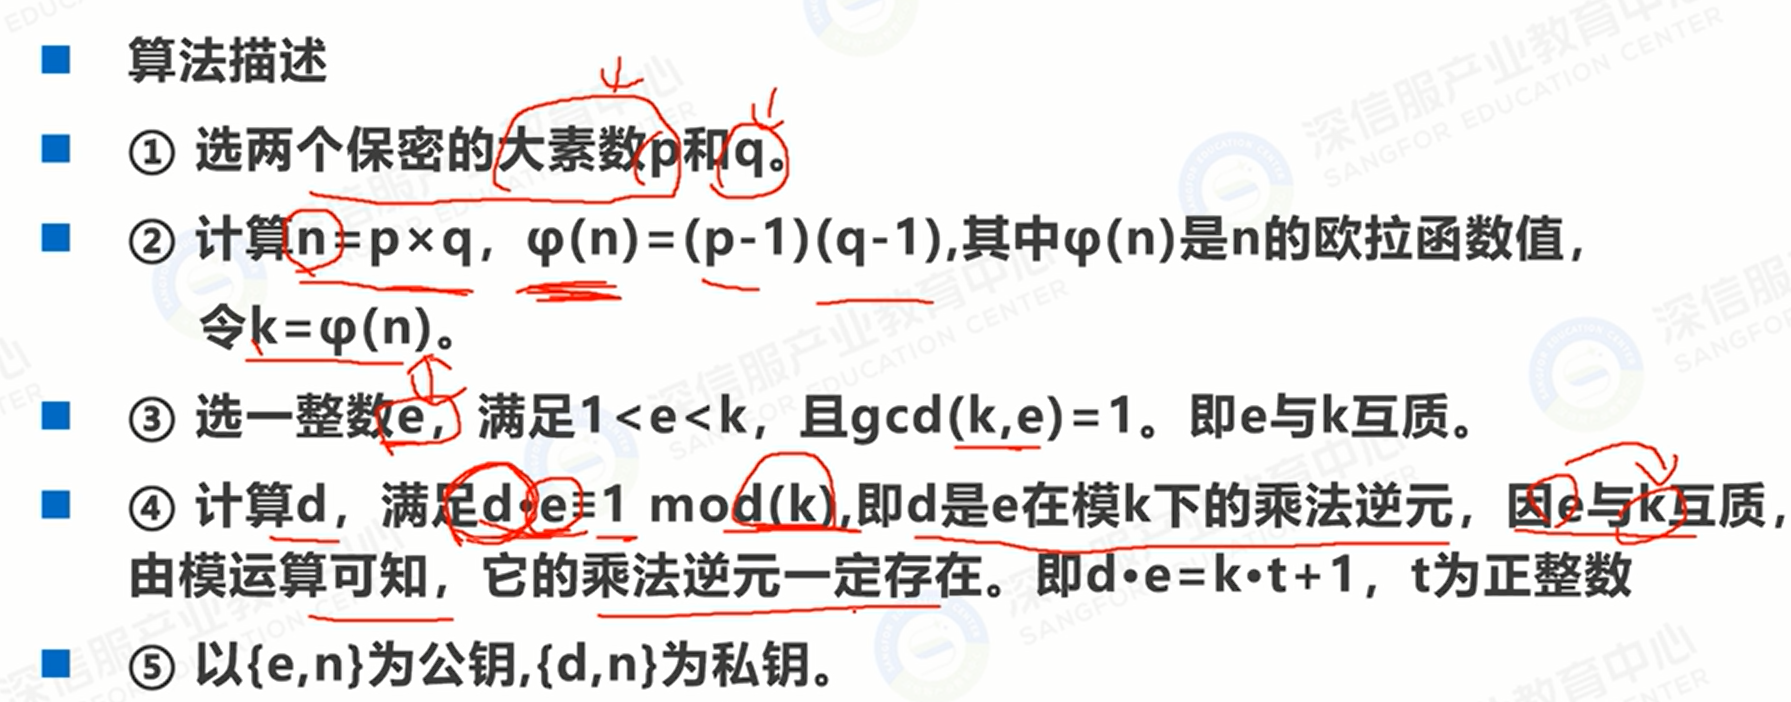 算法描述
① 选两个保密的大素数p和q。
② 计算n=p×q，φ(n)=(p-1)(q-1),其中φ(n)是n的欧拉函数值，
令k=φ(n)。
③ 选一整数e，满足1<e<k，且gcd(k,e)=1。即e与k互质。
④ 计算d，满足d•e≡1 mod(k),即d是e在模k下的乘法逆元，因e与k互质，
由模运算可知，它的乘法逆元一定存在。即d•e=k•t+1，t为正整数
⑤ 以{e,n}为公钥,{d,n}为私钥。
深信服产业教育中心
SANGFOR EDUCATION CENTER